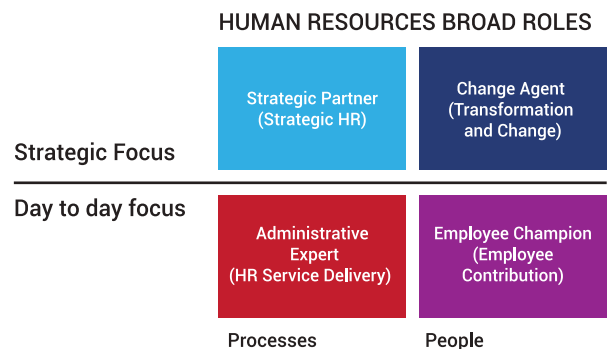 HUMAN RESOURCES BROAD ROLES
Strategic Partner
(Strategic HR)
Change Agent
(Transformation
and Change)
Strategic Focus
Day to day focus
Administrative
Expert
(HR Service Delivery)
Employee Champion
(Employee
Contribution)
Processes
People